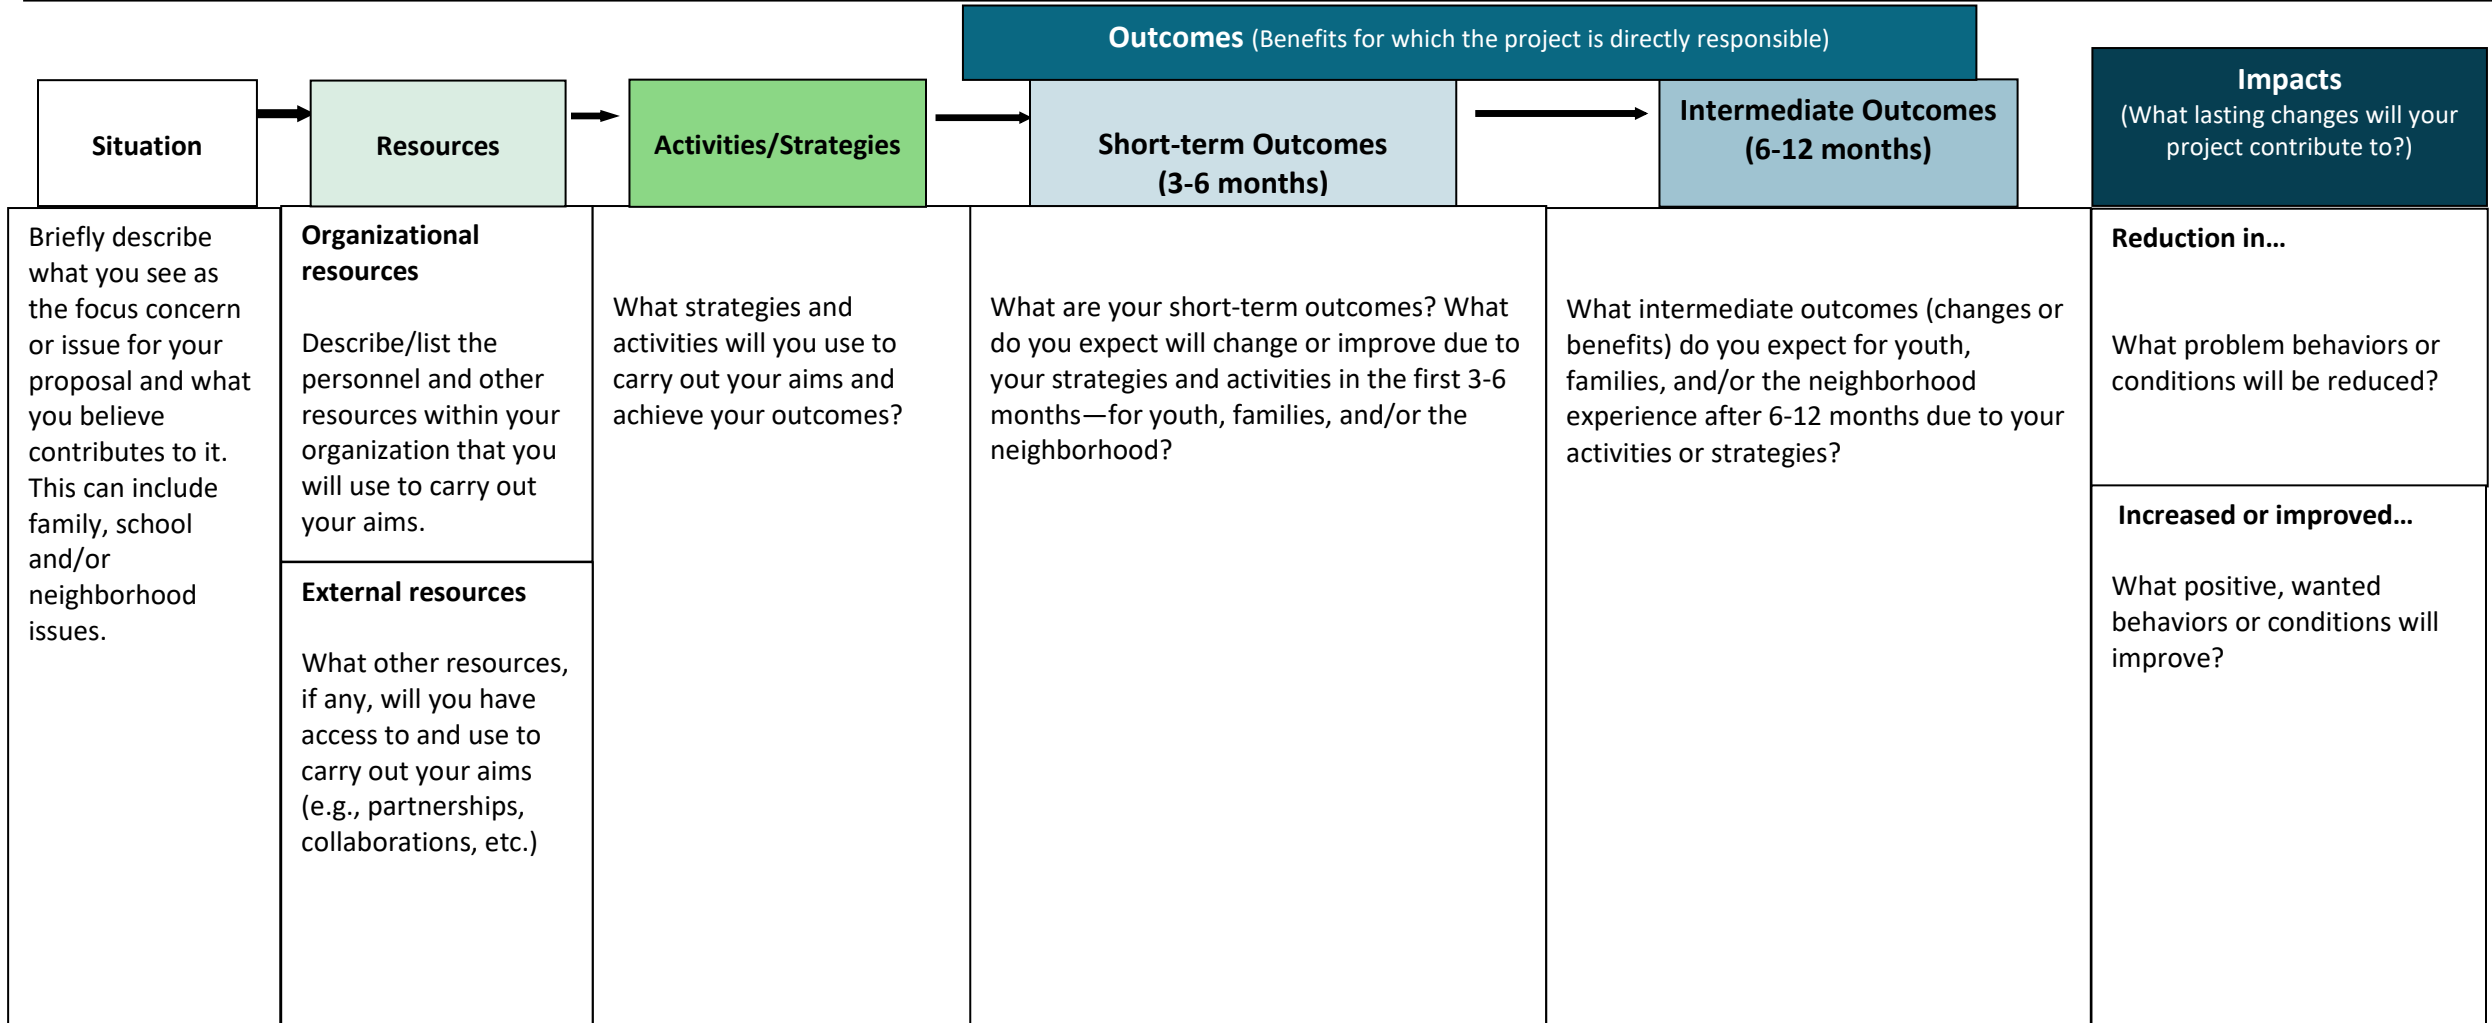 Outcomes (Benefits for which the project is directly responsible)
Situation
Resources
Activities/Strategies
Short-term Outcomes
(3-6 months)
Intermediate Outcomes
(6-12 months)
Impacts
(What lasting changes will your
project contribute to?)
Briefly describe
what you see as
the focus concern
or issue for your
proposal and what
you believe
contributes to it.
This can include
family, school
and/or
neighborhood
issues.
Organizational
resources
Describe/list the
personnel and other
resources within your
organization that you
will use to carry out
your aims.
External resources
What other resources,
if any, will you have
access to and use to
carry out your aims
(e.g., partnerships,
collaborations, etc.)
What strategies and
activities will you use to
carry out your aims and
achieve your outcomes?
What are your short-term outcomes? What
do you expect will change or improve due to
your strategies and activities in the first 3-6
months—for youth, families, and/or the
neighborhood?
What intermediate outcomes (changes or
benefits) do you expect for youth,
families, and/or the neighborhood
experience after 6-12 months due to your
activities or strategies?
Reduction in…
What problem behaviors or
conditions will be reduced?
Increased or improved…
What positive, wanted
behaviors or conditions will
improve?